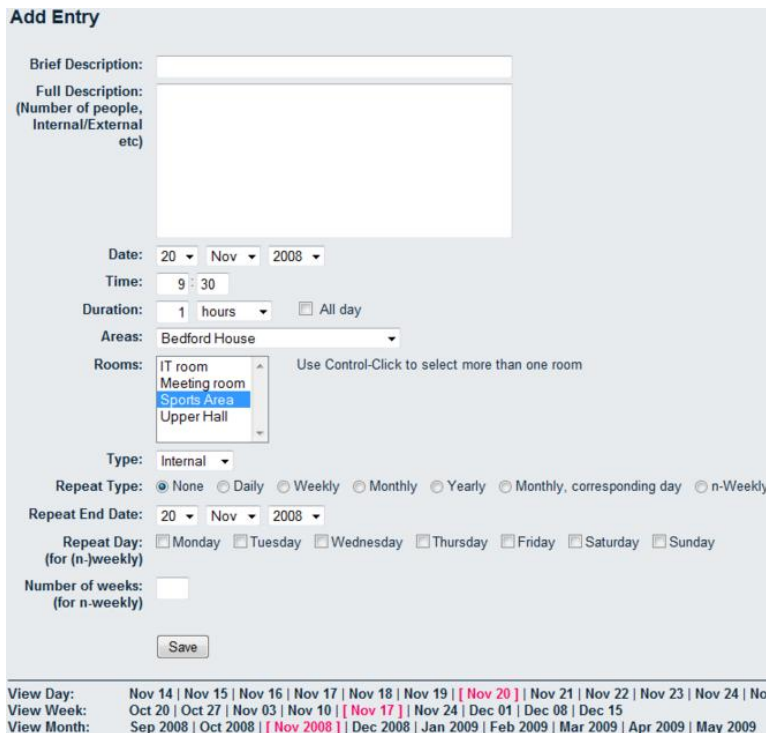 Add Entry
Brief Description:
Full Description:
(Number of people,
Internal/External
etc)
Date: 20 Nov 2008
Time: 9 : 30
Duration: 1 hours All day
Areas: Bedford House
Rooms: IT room Use Control-Click to select more than one room
Meeting room
Sports Area
Upper Hall
Type: Internal
Repeat Type: None Daily Weekly Monthly Yearly Monthly, corresponding day n-Weekly
Repeat End Date: 20 Nov 2008
Repeat Day: Monday Tuesday Wednesday Thursday Friday Saturday Sunday
(for (n-)weekly)
Number of weeks:
(for n-weekly)
Save
View Day: Nov 14 | Nov 15 | Nov 16 | Nov 17 | Nov 18 | Nov 19 | [ Nov 20 ] | Nov 21 | Nov 22 | Nov 23 | Nov 24 | No
View Week: Oct 20 | Oct 27 | Nov 03 | Nov 10 | [ Nov 17 ] | Nov 24 | Dec 01 | Dec 08 | Dec 15
View Month: Sep 2008 | Oct 2008 | [ Nov 2008 ] | Dec 2008 | Jan 2009 | Feb 2009 | Mar 2009 | Apr 2009 | May 2009